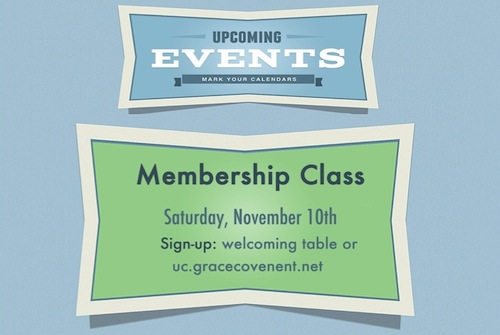 UPCOMING
EVENTS
MARK YOUR CALENDARS
Membership Class
Saturday, November 10th
Sign-up: welcoming table or
uc.gracecovenent.net